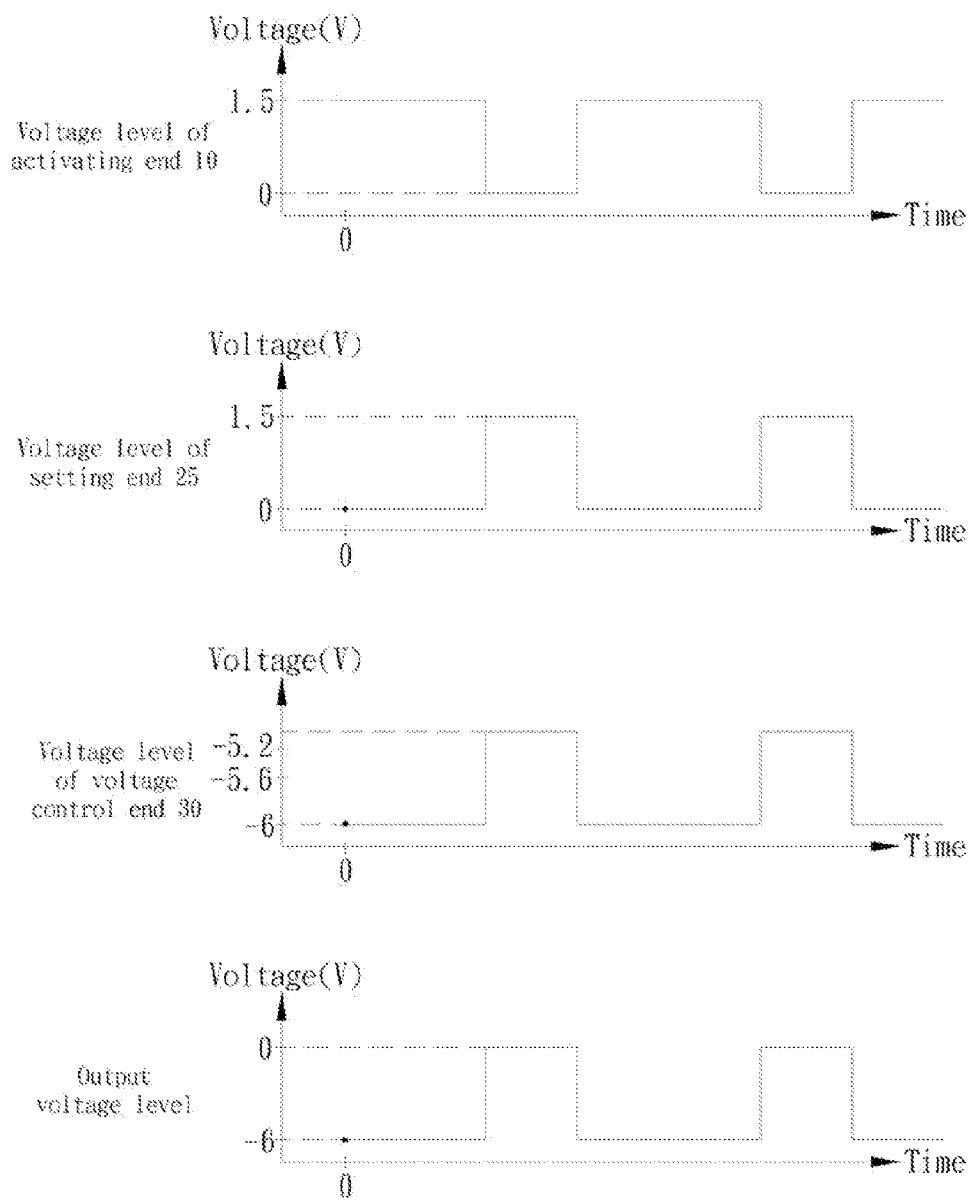 Voltage(V)
1.5
Voltage level of
activating end 10
0
Time
0
Voltage(V)
1.5
Voltage level of
setting end 25
0
Time
0
Voltage(V)
-5.2
Voltage level
of voltage
-5.6
control end 30
-6
Time
0
Voltage(V)
0
Output
voltage level
-6
Time
0